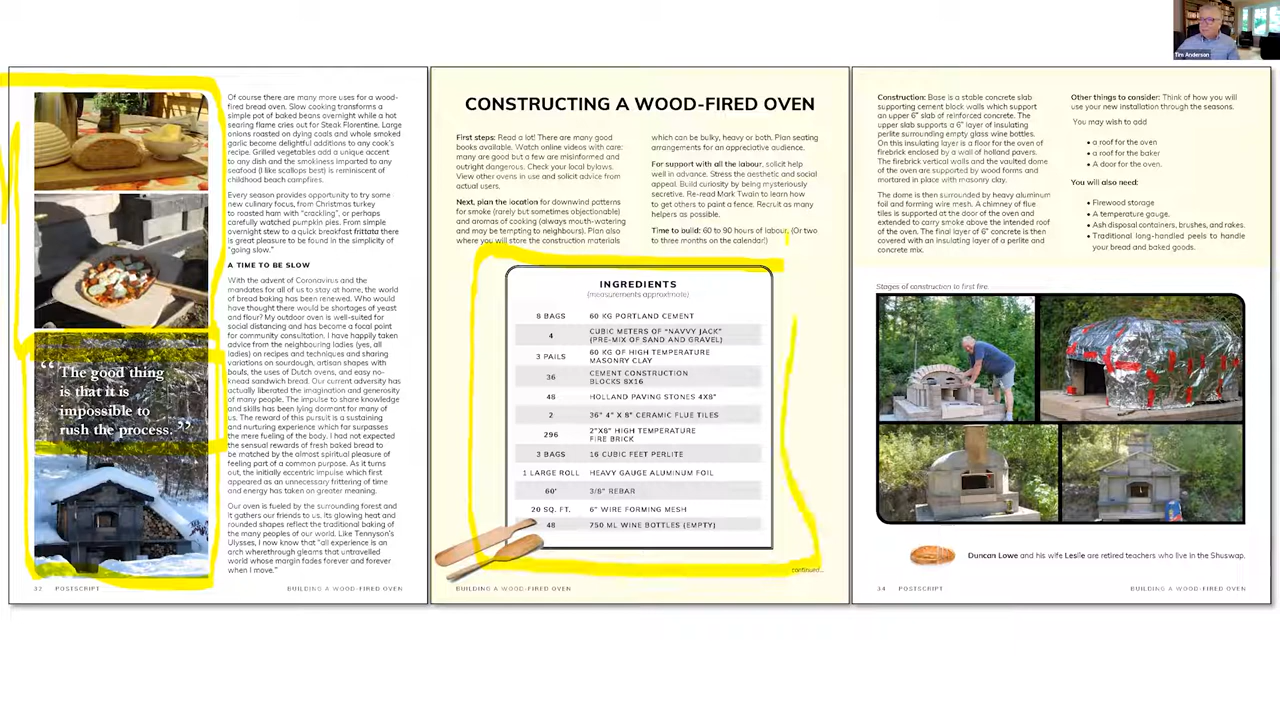 Tim Anderson
Of course there are many more uses for a wood-
fired bread oven. Slow cooking transforms a
simple pot of baked beans overnight while a hot
searing flame cries out for Steak Florentine. Large
onions roasted on dying coals and whole smoked
garlic become delightful additions to any cook's
recipe. Grilled vegetables add a unique accent
to any dish and the smokiness imparted to any
seafood (I like scallops best) is reminiscent of
childhood beach campfires.
Every season provides opportunity to try some
new culinary focus, from Christmas turkey
to roasted ham with "crackling", or perhaps
carefully watched pumpkin pies. From simple
overnight stew to a quick breakfast frittata there
is great pleasure to be found in the simplicity of
"going slow."
A TIME TO BE SLOW
With the advent of Coronavirus and the
mandates for all of us to stay at home, the world
of bread baking has been renewed. Who would
have thought there would be shortages of yeast
and flour? My outdoor oven is well-suited for
social distancing and has become a focal point
for community consultation. I have happily taken
advice from the neighbouring ladies (yes, all
ladies) on recipes and techniques and sharing
variations on sourdough, artisan shapes with
bauls, the uses of Dutch ovens, and easy no-
knead sandwich bread. Our current adversity has
actually liberated the imagination and generosity
of many people. The impulse to share knowledge
and skills has been lying dormant for many of
us. The reward of this pursuit is a sustaining
and nurturing experience which far surpasses
the mere fueling of the body. I had not expected
the sensual rewards of fresh baked bread to
be matched by the almost spiritual pleasure of
feeling part of a common purpose. As it turns
out, the initially eccentric impulse which first
appeared as an unnecessary frittering of time
and energy has taken on greater meaning.
Our oven is fueled by the surrounding forest and
it gathers our friends to us. Its glowing heat and
rounded shapes reflect the traditional baking of
the many peoples of our world. Like Tennyson's
Ulysses, I now know that "all experience is an
arch wherethrough gleams that untravelled
world whose margin fades forever and forever
when I move."
“The good thing
is that it is
impossible to
rush the process.”
32 POSTSCRIPT BUILDING A WOOD-FIRED OVEN
CONSTRUCTING A WOOD-FIRED OVEN
First steps: Read a lot! There are many good
books available. Watch online videos with care:
many are good but a few are misinformed and
outright dangerous. Check your local bylaws.
View other ovens in use and solicit advice from
actual users.
Next, plan the location for downwind patterns
for smoke (rarely but sometimes objectionable)
and aromas of cooking (always mouth-watering
and may be tempting to neighbours). Plan also
where you will store the construction materials
which can be bulky, heavy or both. Plan seating
arrangements for an appreciative audience.
For support with all the labour, solicit help
well in advance. Stress the aesthetic and social
appeal. Build curiosity by being mysteriously
secretive. Re-read Mark Twain to learn how
to get others to paint a fence. Recruit as many
helpers as possible.
Time to build: 60 to 90 hours of labour. (Or two
to three months on the calendar!)
INGREDIENTS
(measurements approximate)
8 BAGS 60 KG PORTLAND CEMENT
4 CUBIC METERS OF "NAVVY JACK"
(PRE-MIX OF SAND AND GRAVEL)
3 PAILS 60 KG OF HIGH TEMPERATURE
MASONRY CLAY
36 CEMENT CONSTRUCTION
BLOCKS 8X16
48 HOLLAND PAVING STONES 4X8"
2 36" 4" X 8" CERAMIC FLUE TILES
296 2"X8" HIGH TEMPERATURE
FIRE BRICK
3 BAGS 16 CUBIC FEET PERLITE
1 LARGE ROLL HEAVY GAUGE ALUMINUM FOIL
60' 3/8" REBAR
20 SQ. FT. 6" WIRE FORMING MESH
48 750 ML WINE BOTTLES (EMPTY)
continued...
BUILDING A WOOD-FIRED OVEN
Construction: Base is a stable concrete slab
supporting cement block walls which support
an upper 6" slab of reinforced concrete. The
upper slab supports a 6" layer of insulating
perlite surrounding empty glass wine bottles.
On this insulating layer is a floor for the oven of
firebrick enclosed by a wall of holland pavers.
The firebrick vertical walls and the vaulted dome
of the oven are supported by wood forms and
mortared in place with masonry clay.
The dome is then surrounded by heavy aluminum
foil and forming wire mesh. A chimney of flue
tiles is supported at the door of the oven and
extended to carry smoke above the intended roof
of the oven. The final layer of 6" concrete is then
covered with an insulating layer of a perlite and
concrete mix.
Other things to consider: Think of how you will
use your new installation through the seasons.
You may wish to add
• a roof for the oven
• a roof for the baker
• A door for the oven.
You will also need:
• Firewood storage
• A temperature gauge.
• Ash disposal containers, brushes, and rakes.
• Traditional long-handled peels to handle
your bread and baked goods.
Stages of construction to first fire.
Duncan Lowe and his wife Leslie are retired teachers who live in the Shuswap.
34 POSTSCRIPT BUILDING A WOOD-FIRED OVEN